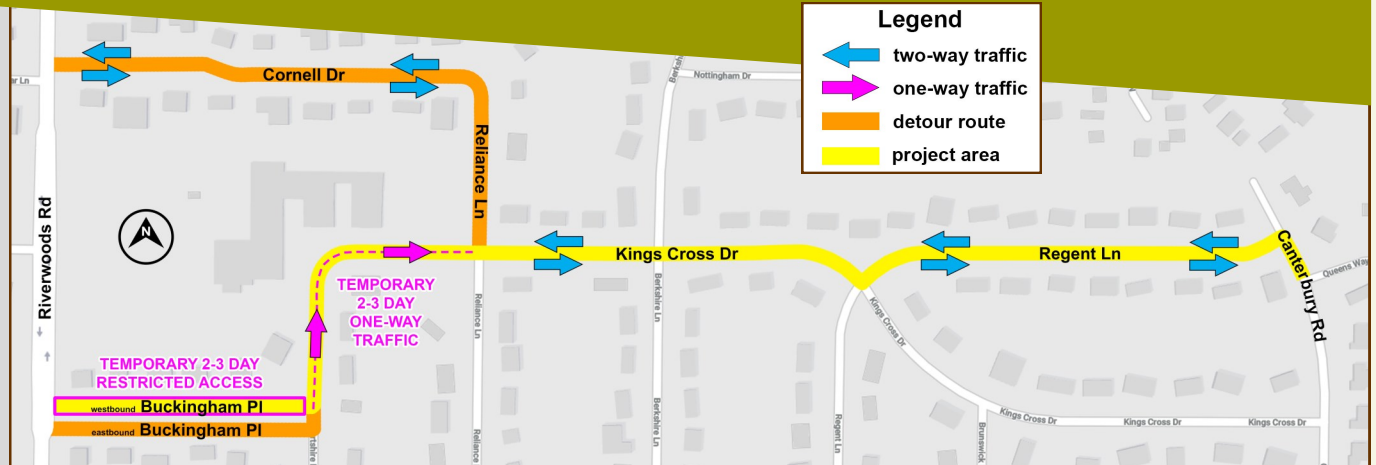 Legend
two-way traffic
one-way traffic
detour route
project area
Cornell Dr
Nottingham Dr
Reliance Ln
Riverwoods Rd
N
Kings Cross Dr
Regent Ln
Canterbury Rd
Queens Way
Berkshire Ln
Reliance Ln
TEMPORARY
2-3 DAY
ONE-WAY
TRAFFIC
Kings Cross Dr
TEMPORARY 2-3 DAY
RESTRICTED ACCESS
westbound Buckingham Pl
eastbound Buckingham Pl
Berkshire Ln
Regent Ln
Brunswick
Kings Cross Dr
Kings Cross Dr
Kings Cross Dr
Reliance